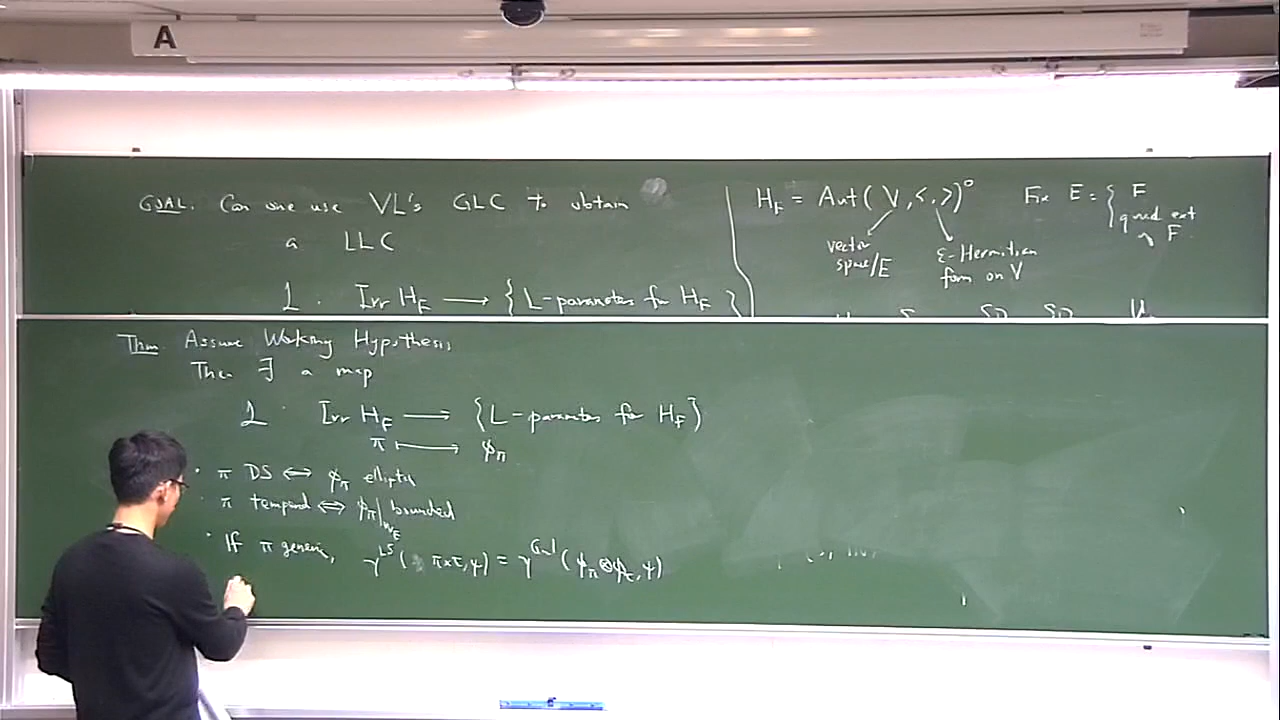 A
GOAL. Can one use VL's GLC to obtain
a LLC
L : Irr H_F → { L-parameters for H_F }
H_F = Aut( V, <,> )⁰ Fix E = { F
quad ext
of F
vector
space/E
ε-Hermitian
form on V
Thm Assume Working Hypothesis,
Then ∃ a map
L : Irr H_F → { L-parameters for H_F }
π ↦ φ_π
• π DS ⇔ φ_π elliptic
• π tempered ⇔ φ_π|_{W_E} bounded
• If π generic, γ^{LS}( π×τ, ψ) = γ^{Gal}( φ_π ⊗ φ_τ, ψ)